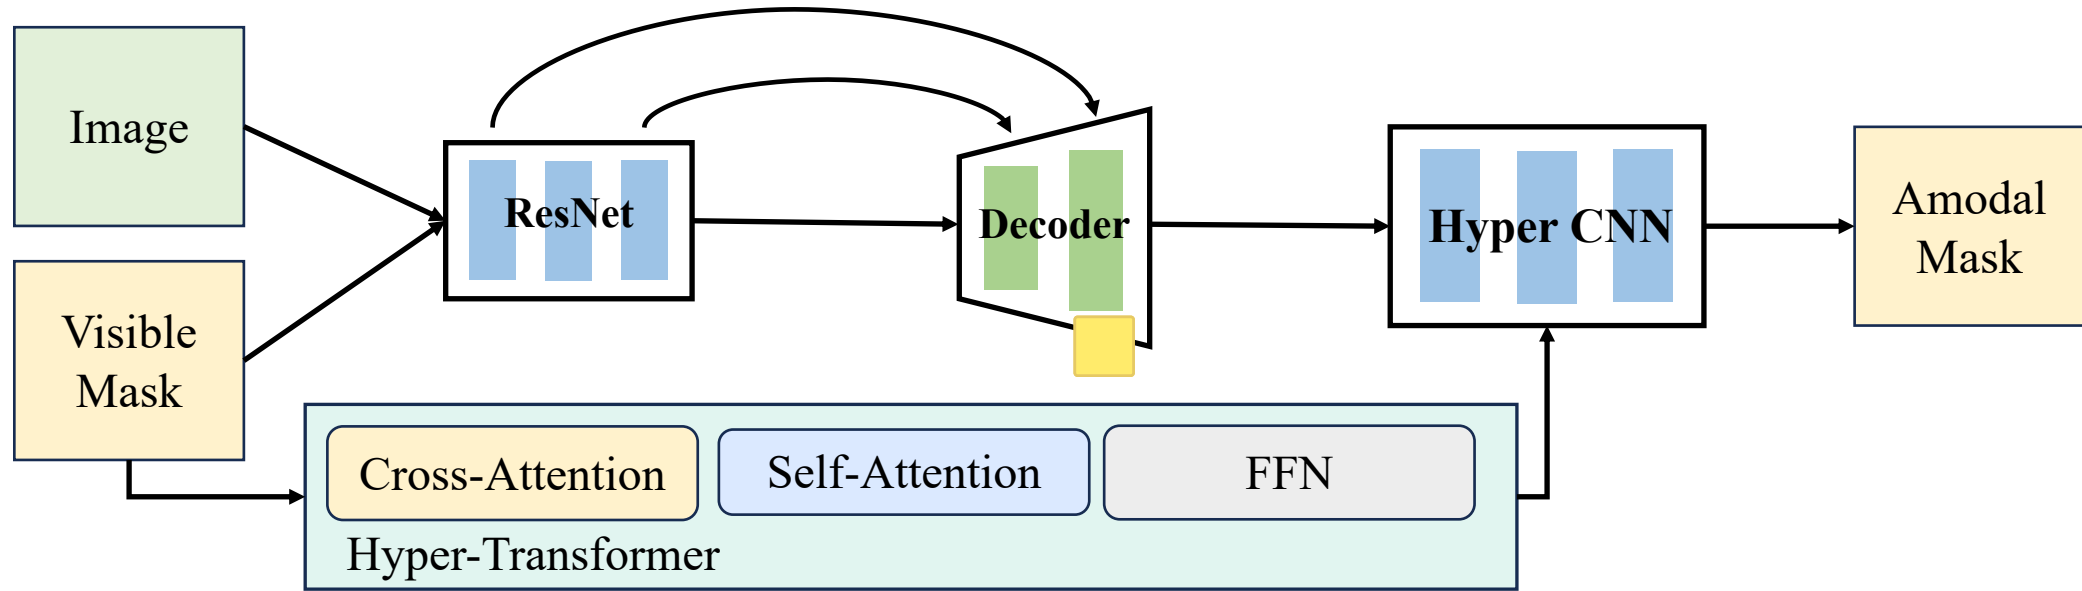 Image
Visible
Mask
ResNet
Decoder
Hyper CNN
Amodal
Mask
Cross-Attention
Self-Attention
FFN
Hyper-Transformer